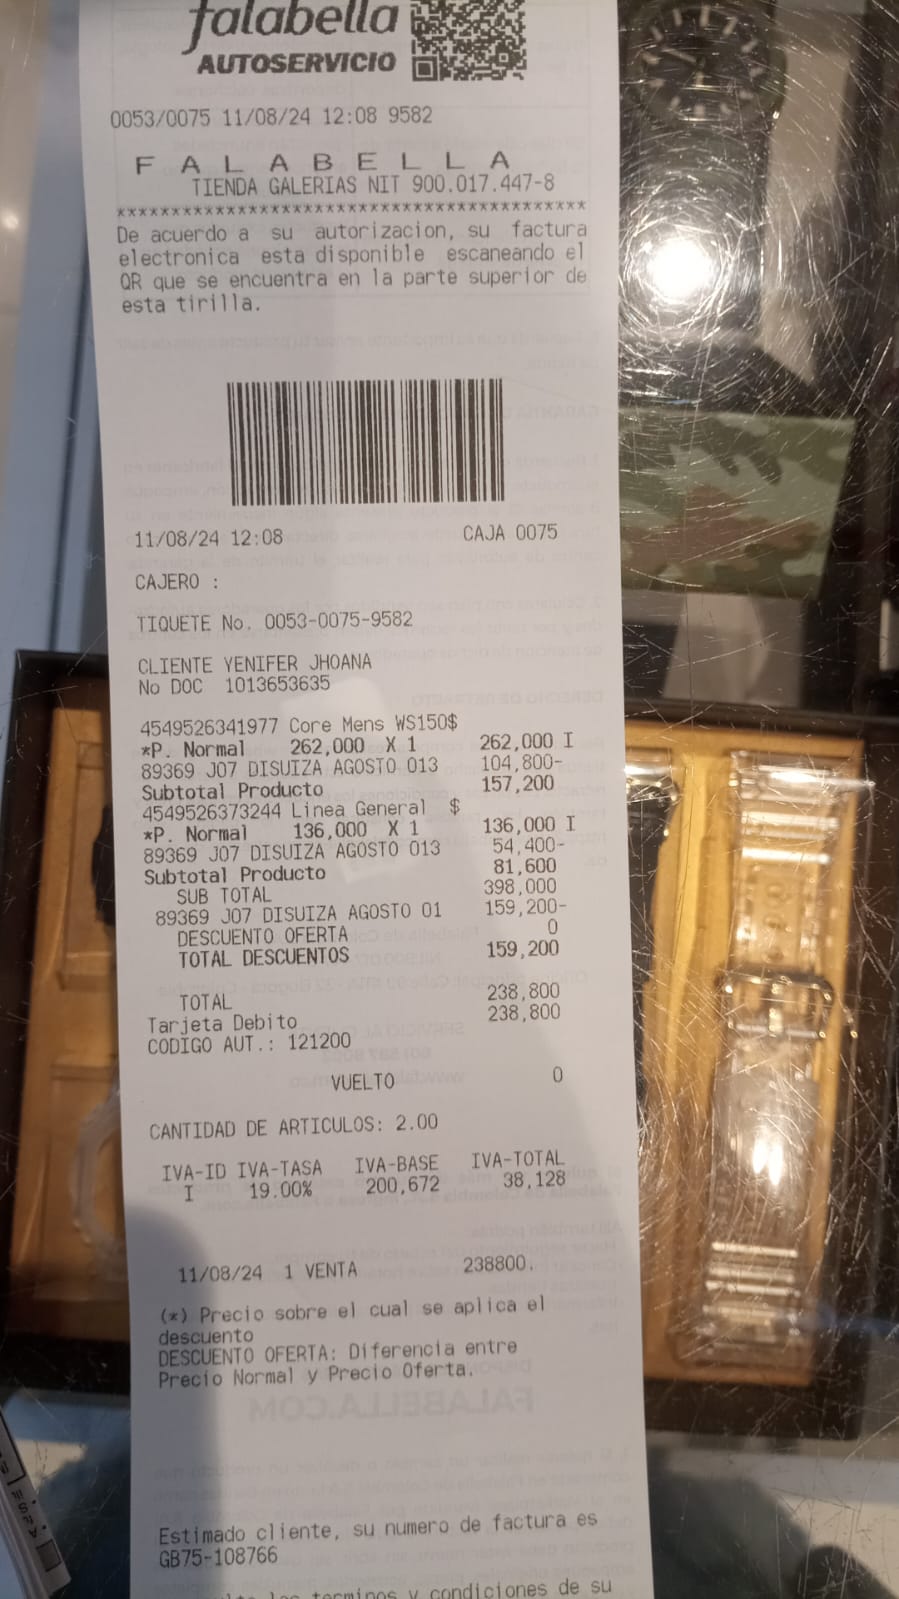 falabella
AUTOSERVICIO
0053/0075 11/08/24 12:08 9582
F A L A B E L L A
TIENDA GALERIAS NIT 900.017.447-8
*******************************************
De acuerdo a su autorizacion, su factura
electronica esta disponible escaneando el
QR que se encuentra en la parte superior de
esta tirilla.
11/08/24 12:08 CAJA 0075
CAJERO :
TIQUETE No. 0053-0075-9582
CLIENTE YENIFER JHOANA
No DOC 1013653635
4549526341977 Core Mens WS150$
*P. Normal 262,000 X 1 262,000 I
89369 J07 DISUIZA AGOSTO 013 104,800-
Subtotal Producto 157,200
4549526373244 Linea General $
*P. Normal 136,000 X 1 136,000 I
89369 J07 DISUIZA AGOSTO 013 54,400-
Subtotal Producto 81,600
SUB TOTAL 398,000
89369 J07 DISUIZA AGOSTO 01 159,200-
DESCUENTO OFERTA 0
TOTAL DESCUENTOS 159,200
TOTAL 238,800
Tarjeta Debito 238,800
CODIGO AUT.: 121200
VUELTO 0
CANTIDAD DE ARTICULOS: 2.00
IVA-ID IVA-TASA IVA-BASE IVA-TOTAL
I 19.00% 200,672 38,128
11/08/24 1 VENTA 238800.
(*) Precio sobre el cual se aplica el
descuento
DESCUENTO OFERTA: Diferencia entre
Precio Normal y Precio Oferta.
FALABELLA.COM
Estimado cliente, su numero de factura es
GB75-108766
los terminos y condiciones de su